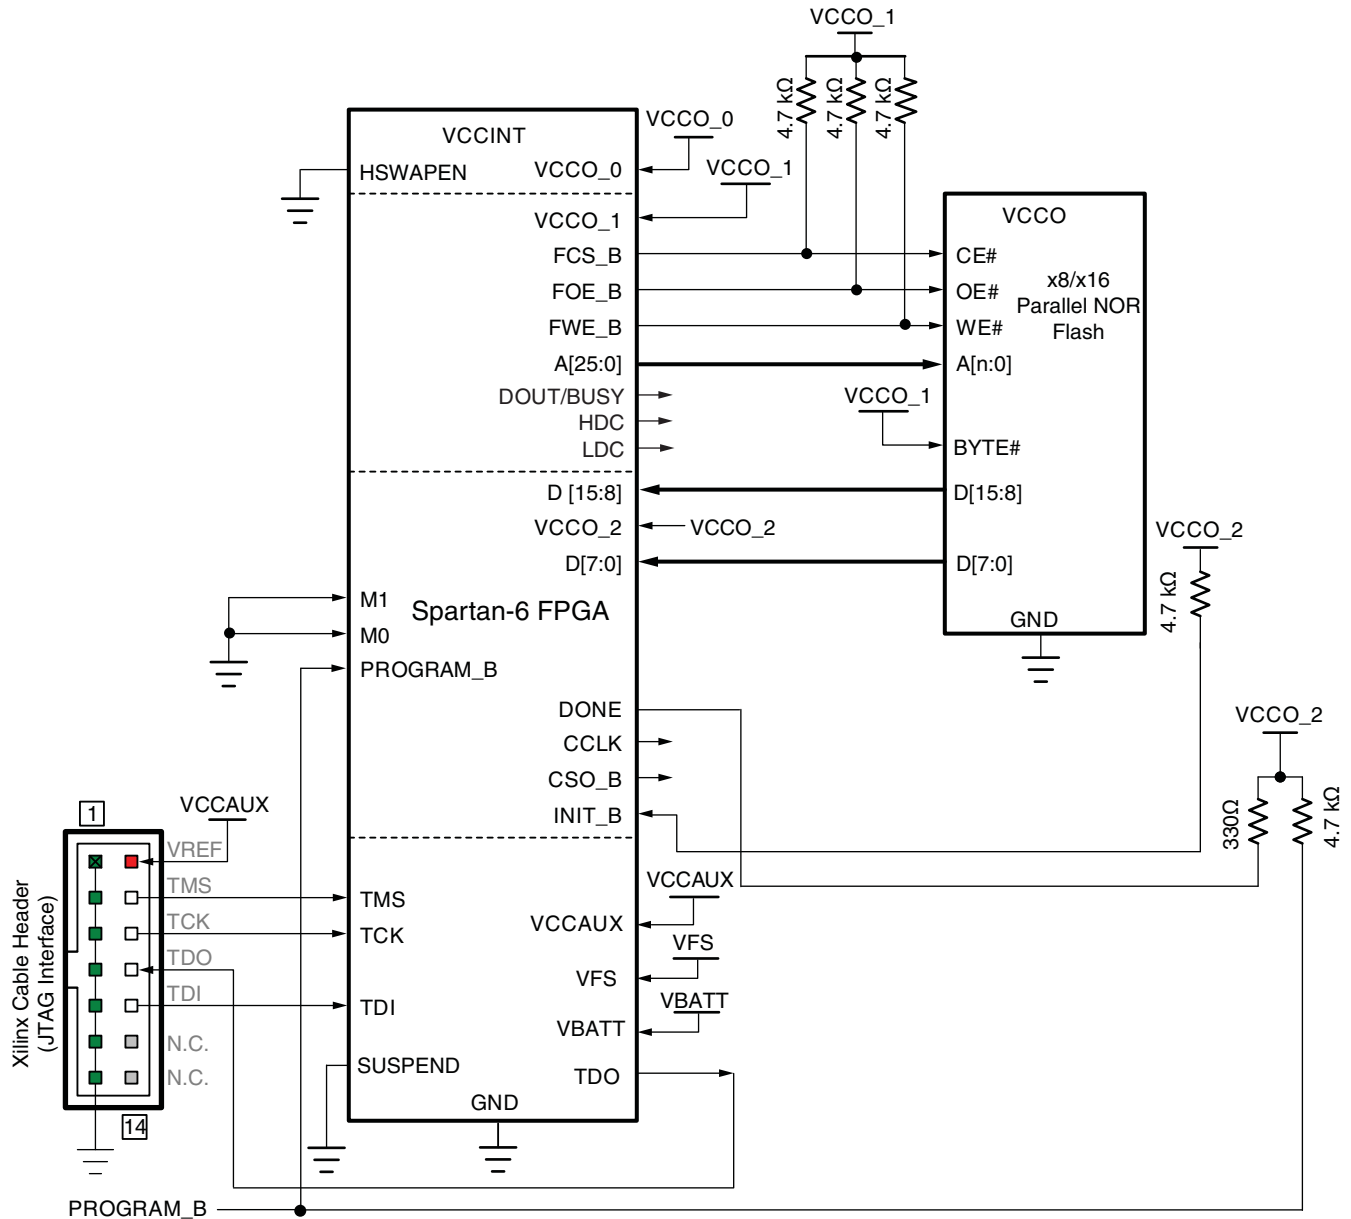 VCCO_1
4.7 kΩ
4.7 kΩ
4.7 kΩ
VCCINT
VCCO_0
HSWAPEN
VCCO_0
VCCO_1
VCCO_1
FCS_B
FOE_B
FWE_B
A[25:0]
DOUT/BUSY
HDC
LDC
VCCO
CE#
x8/x16
Parallel NOR
Flash
OE#
WE#
A[n:0]
VCCO_1
BYTE#
D [15:8]
D[15:8]
VCCO_2
VCCO_2
D[7:0]
D[7:0]
GND
VCCO_2
4.7 kΩ
M1
M0
Spartan-6 FPGA
PROGRAM_B
DONE
CCLK
CSO_B
INIT_B
VCCO_2
330Ω
4.7 kΩ
1
VCCAUX
VREF
TMS
TCK
TDO
TDI
N.C.
N.C.
14
Xilinx Cable Header
(JTAG Interface)
TMS
TCK
TDI
SUSPEND
VCCAUX
VCCAUX
VFS
VFS
VBATT
VBATT
TDO
GND
PROGRAM_B